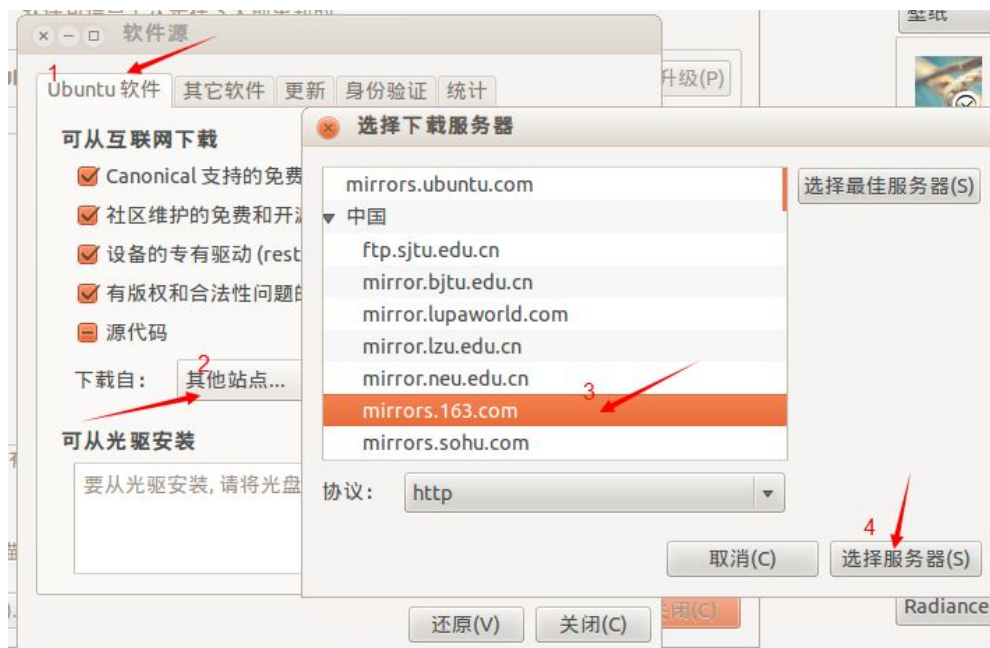 壁纸
软件源
1
Ubuntu 软件
其它软件
更新
身份验证
统计
升级(P)
可从互联网下载
Canonical 支持的免费
社区维护的免费和开
设备的专有驱动 (rest
有版权和合法性问题
源代码
下载自：
2
其他站点...
可从光驱安装
要从光驱安装, 请将光盘
还原(V)
关闭(C)
选择下载服务器
mirrors.ubuntu.com
选择最佳服务器(S)
中国
ftp.sjtu.edu.cn
mirror.bjtu.edu.cn
mirror.lupaworld.com
mirror.lzu.edu.cn
mirror.neu.edu.cn
3
mirrors.163.com
mirrors.sohu.com
协议：
http
4
取消(C)
选择服务器(S)
闭(C)
Radiance